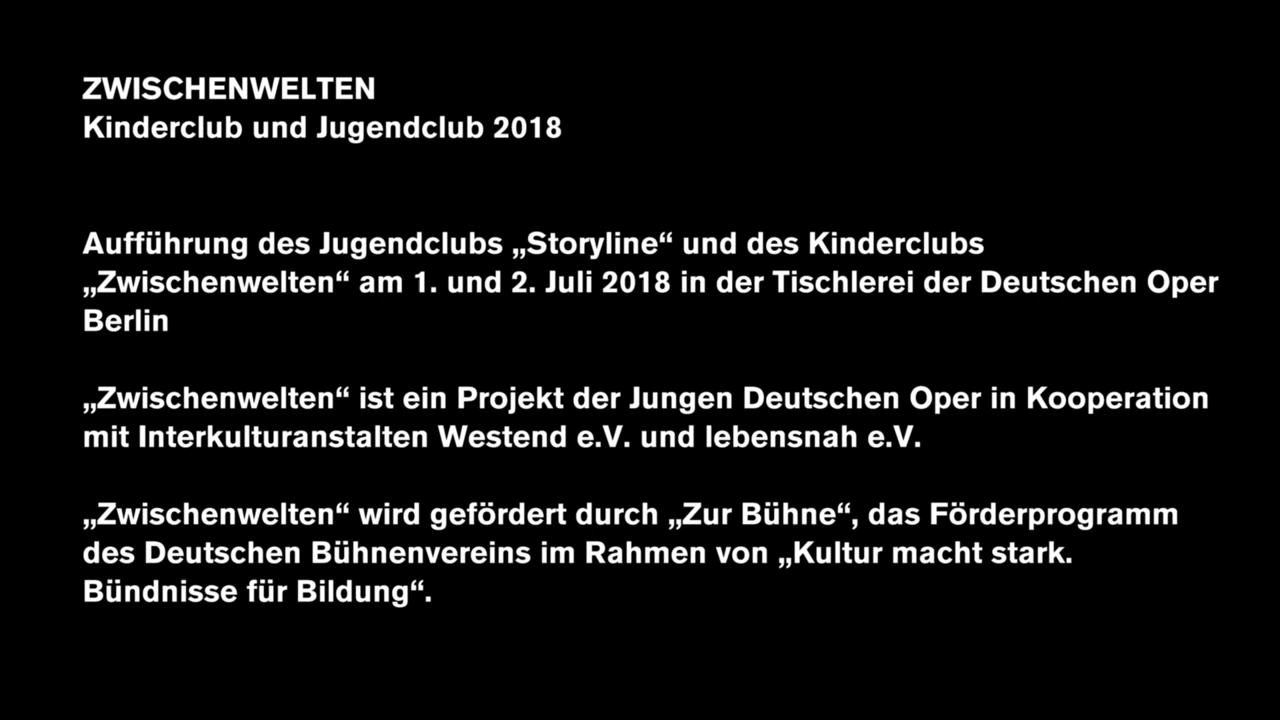 ZWISCHENWELTEN
Kinderclub und Jugendclub 2018
Aufführung des Jugendclubs „Storyline“ und des Kinderclubs
„Zwischenwelten“ am 1. und 2. Juli 2018 in der Tischlerei der Deutschen Oper
Berlin
„Zwischenwelten“ ist ein Projekt der Jungen Deutschen Oper in Kooperation
mit Interkulturanstalten Westend e.V. und lebensnah e.V.
„Zwischenwelten“ wird gefördert durch „Zur Bühne“, das Förderprogramm
des Deutschen Bühnenvereins im Rahmen von „Kultur macht stark.
Bündnisse für Bildung“.